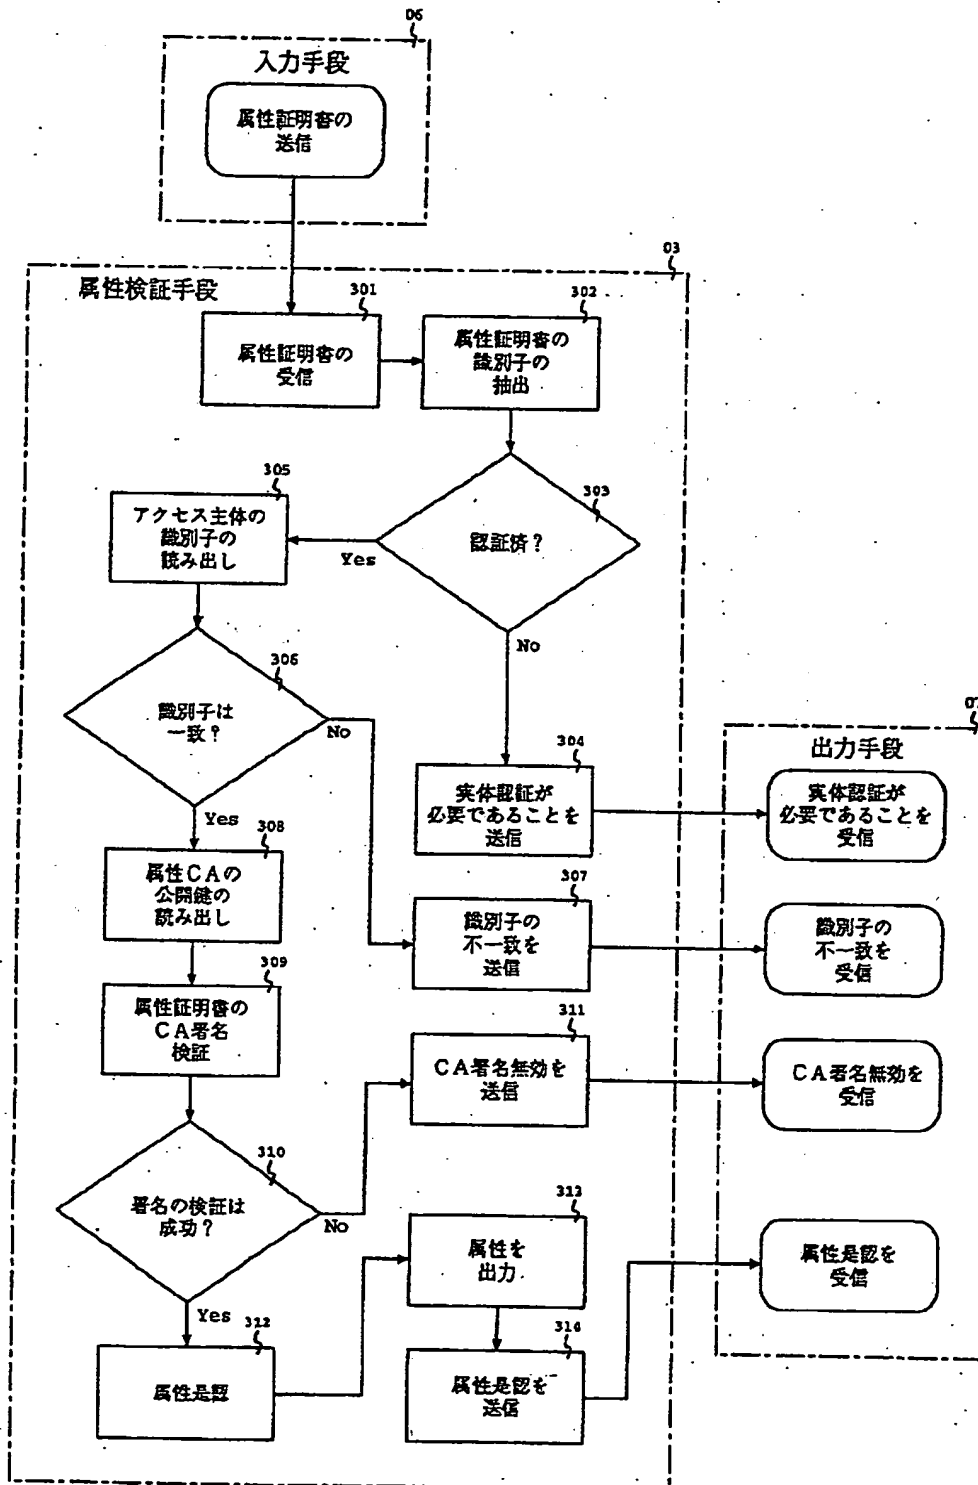 06
入力手段
属性証明書の
送信
03
属性検証手段
301
属性証明書の
受信
302
属性証明書の
識別子の
抽出
303
認証済？
Yes
No
305
アクセス主体の
識別子の
読み出し
306
識別子は
一致？
No
Yes
304
実体認証が
必要であることを
送信
307
識別子の
不一致を
送信
308
属性ＣＡの
公開鍵の
読み出し
309
属性証明書の
ＣＡ署名
検証
310
署名の検証は
成功？
No
Yes
311
ＣＡ署名無効を
送信
312
属性是認
313
属性を
出力
314
属性是認を
送信
出力手段
実体認証が
必要であることを
受信
識別子の
不一致を
受信
ＣＡ署名無効を
受信
属性是認を
受信